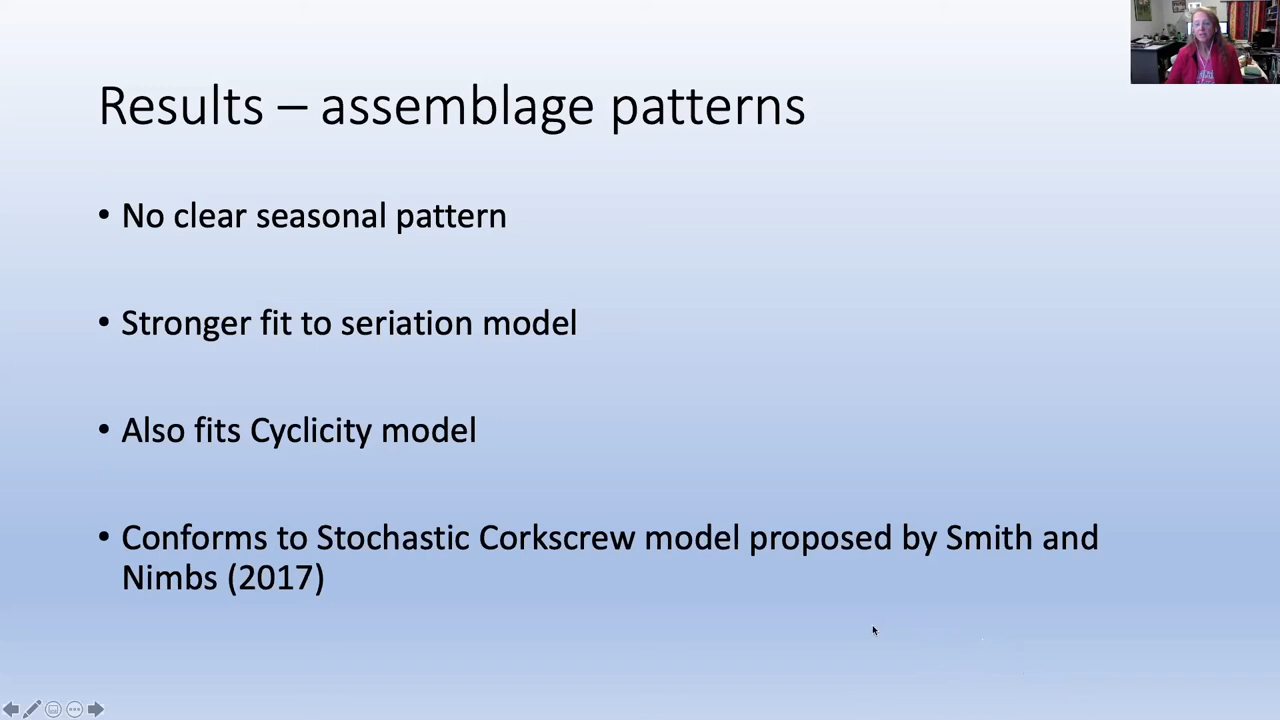 Results – assemblage patterns
• No clear seasonal pattern
• Stronger fit to seriation model
• Also fits Cyclicity model
• Conforms to Stochastic Corkscrew model proposed by Smith and
Nimbs (2017)